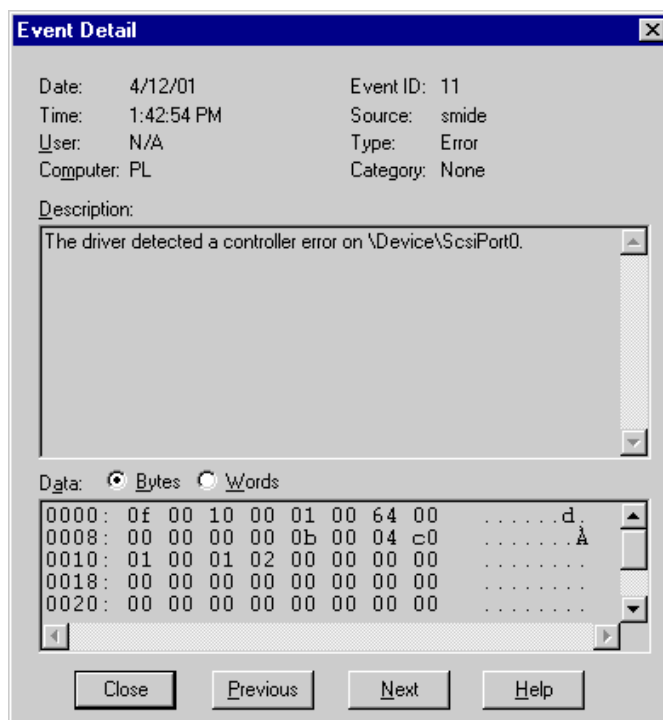 Event Detail
Date: 4/12/01 Event ID: 11
Time: 1:42:54 PM Source: smide
User: N/A Type: Error
Computer: PL Category: None
Description:
The driver detected a controller error on \Device\ScsiPort0.
Data: Bytes Words
0000: 0f 00 10 00 01 00 64 00 ......d.
0008: 00 00 00 00 0b 00 04 c0 .......À
0010: 01 00 01 02 00 00 00 00 ........
0018: 00 00 00 00 00 00 00 00 ........
0020: 00 00 00 00 00 00 00 00 ........
Close Previous Next Help